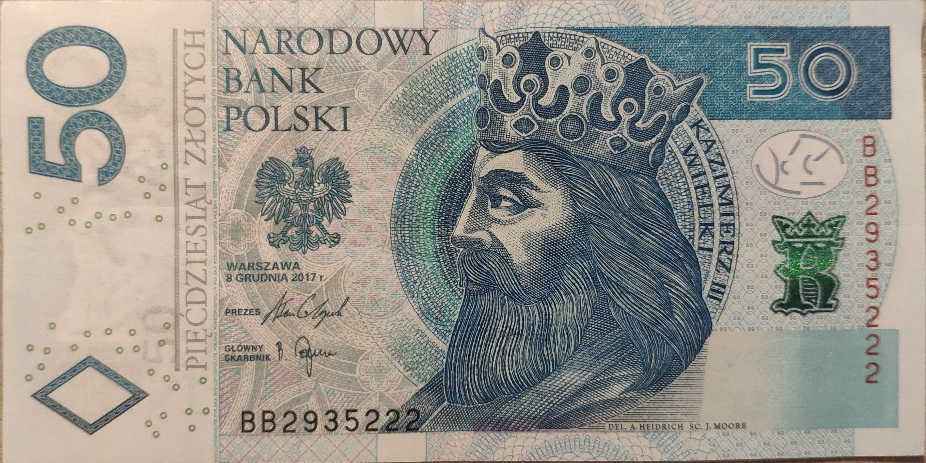 50
PIĘĆDZIESIĄT ZŁOTYCH
NARODOWY
BANK
POLSKI
50
KAZIMIERZ III
WIELKI
BB2935222
WARSZAWA
8 GRUDNIA 2017 r.
PREZES
GŁÓWNY
SKARBNIK
BB2935222
DEL. A.HEIDRICH SC. J. MOORE